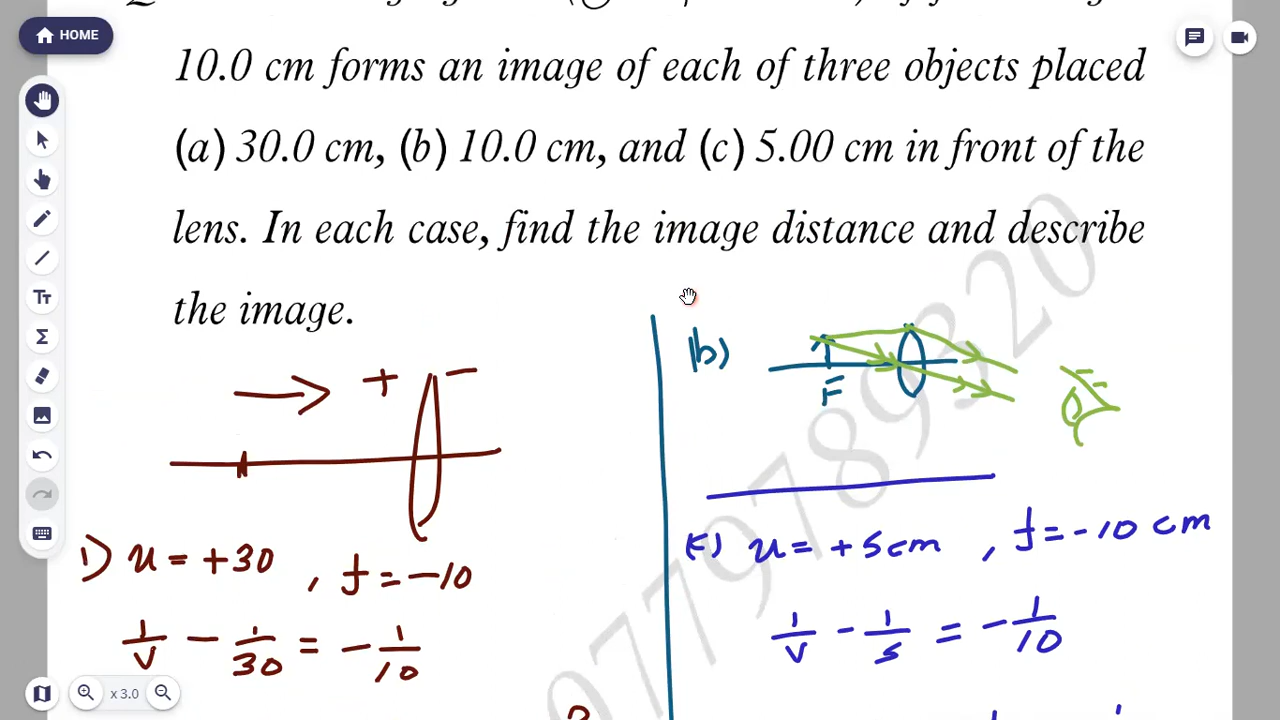 HOME
10.0 cm forms an image of each of three objects placed
(a) 30.0 cm, (b) 10.0 cm, and (c) 5.00 cm in front of the
lens. In each case, find the image distance and describe
the image.
+ −
1) u = +30 , f = −10
1/v − 1/30 = −1/10
(b)
F
(c) u = +5cm , f = −10 cm
1/v − 1/5 = −1/10
Tt
Σ
x 3.0
9779789320